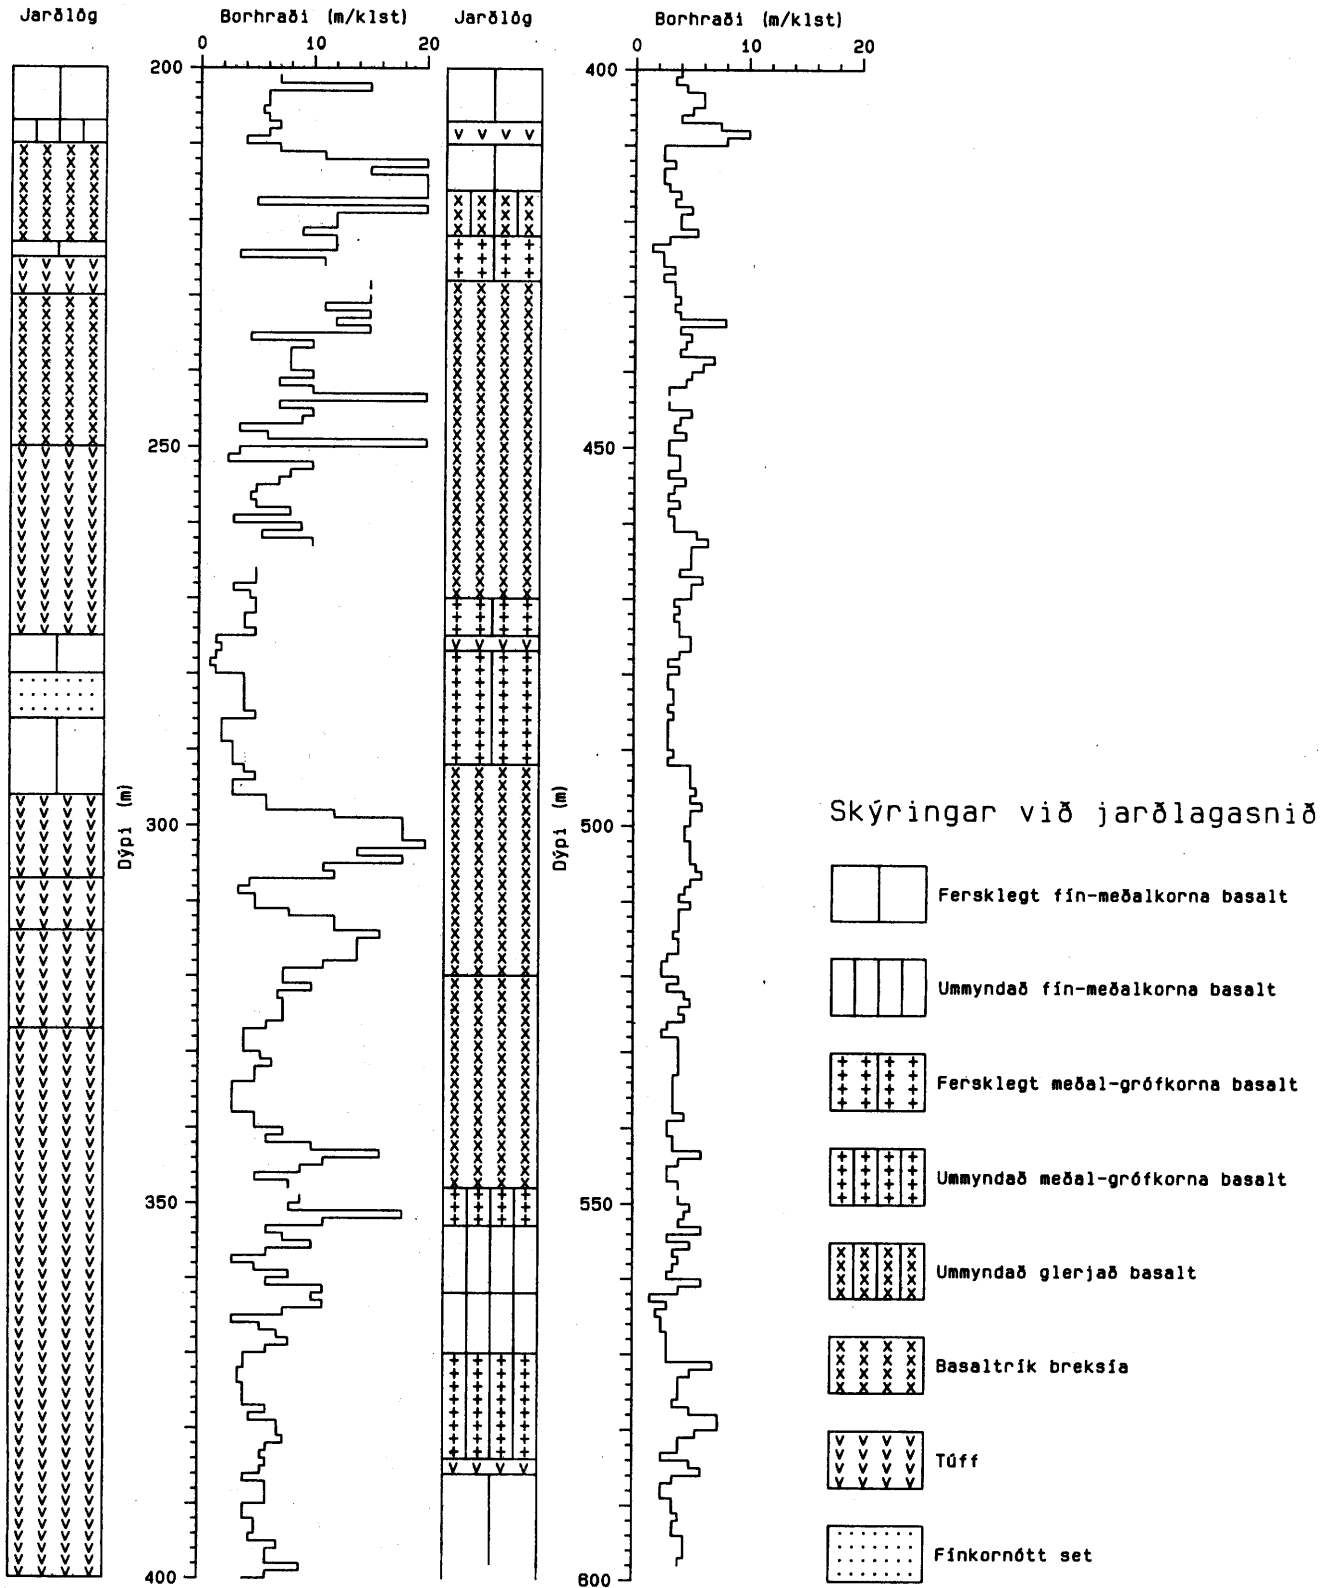 Jarðlög
Borhraði (m/klst)
Jarðlög
Borhraði (m/klst)
0 10 20
0 10 20
200
250
300
350
400
Dýpi (m)
400
450
500
550
600
Dýpi (m)
Skýringar við jarðlagasnið
Fersklegt fín-meðalkorna basalt
Ummyndað fín-meðalkorna basalt
Fersklegt meðal-grófkorna basalt
Ummyndað meðal-grófkorna basalt
Ummyndað glerjað basalt
Basaltrík breksía
Túff
Fínkornótt set